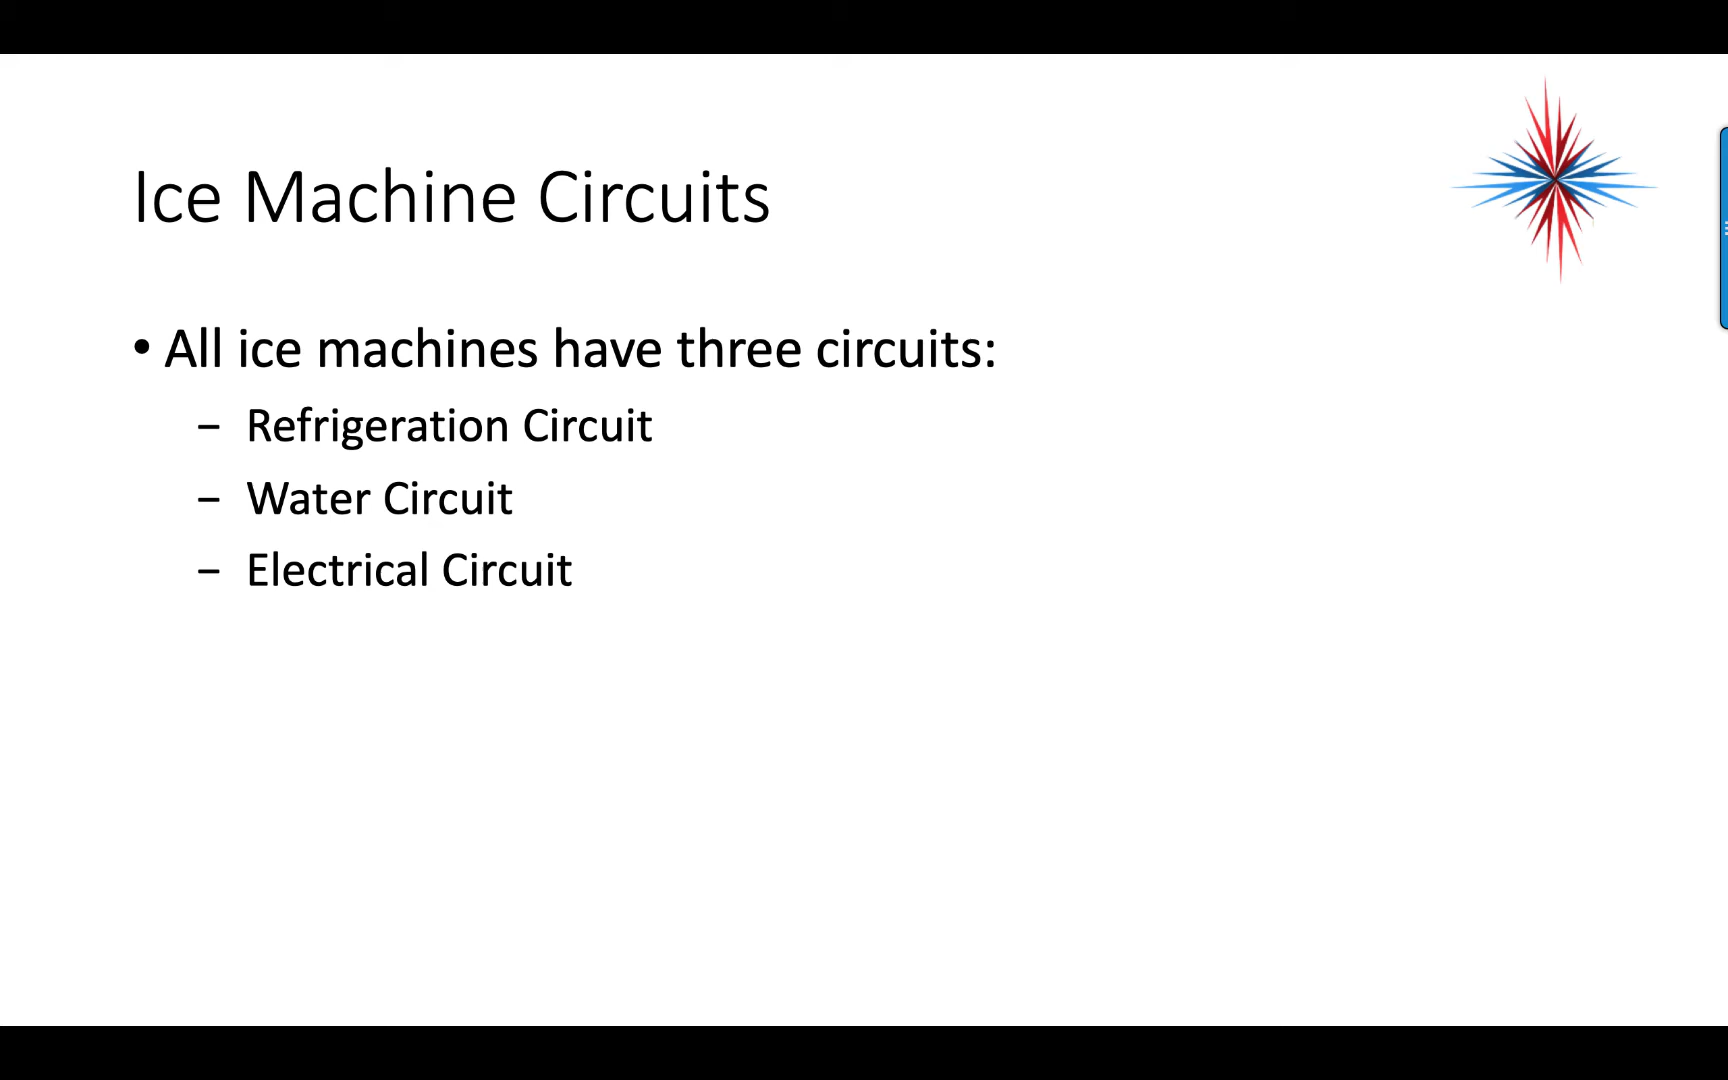 Ice Machine Circuits
• All ice machines have three circuits:
– Refrigeration Circuit
– Water Circuit
– Electrical Circuit